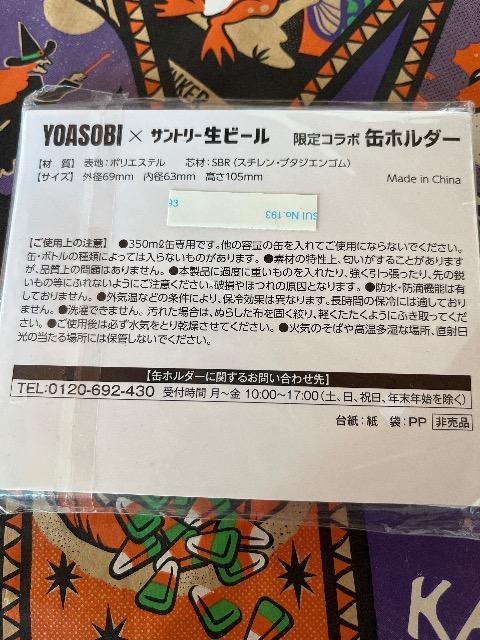 YOASOBI × サントリー生ビール 限定コラボ 缶ホルダー
【材 質】 表地:ポリエステル 芯材:SBR(スチレン・ブタジエンゴム)
【サイズ】 外径69mm 内径63mm 高さ105mm Made in China
SUI No.193
【ご使用上の注意】 ●350mℓ缶専用です。他の容量の缶を入れてご使用にならないでください。
缶・ボトルの種類によっては入らないものがあります。●素材の特性上、匂いがすることがあります
が、品質上の問題はありません。●本製品に過度に重いものを入れたり、強く引っ張ったり、先の鋭
いもの等にふれないようにご注意ください。破損やほつれの原因となります。●防水・防滴機能は有
しておりません。●外気温などの条件により、保冷効果は異なります。長時間の保冷には適しており
ません。●洗濯できません。汚れた場合は、ぬらした布を固く絞り、軽くたたくようにふき取ってくだ
さい。●ご使用後は必ず水気をとり乾燥させてください。●火気のそばや高温多湿な場所、直射日
光の当たる場所には保管しないでください。
【缶ホルダーに関するお問い合わせ先】
TEL:0120-692-430 受付時間 月〜金 10:00〜17:00(土、日、祝日、年末年始を除く)
台紙:紙 袋:PP 非売品